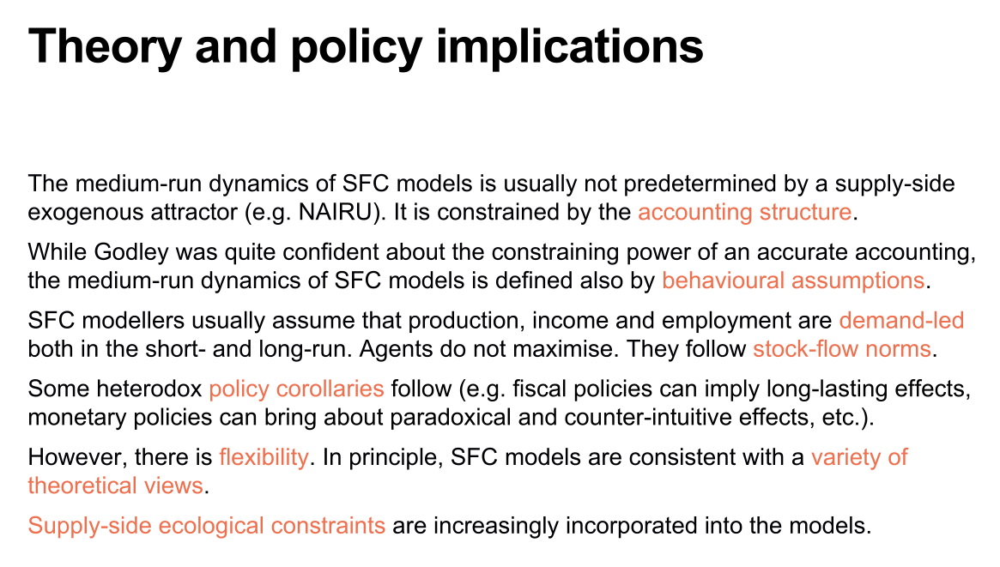 Theory and policy implications
The medium-run dynamics of SFC models is usually not predetermined by a supply-side
exogenous attractor (e.g. NAIRU). It is constrained by the accounting structure.
While Godley was quite confident about the constraining power of an accurate accounting,
the medium-run dynamics of SFC models is defined also by behavioural assumptions.
SFC modellers usually assume that production, income and employment are demand-led
both in the short- and long-run. Agents do not maximise. They follow stock-flow norms.
Some heterodox policy corollaries follow (e.g. fiscal policies can imply long-lasting effects,
monetary policies can bring about paradoxical and counter-intuitive effects, etc.).
However, there is flexibility. In principle, SFC models are consistent with a variety of
theoretical views.
Supply-side ecological constraints are increasingly incorporated into the models.